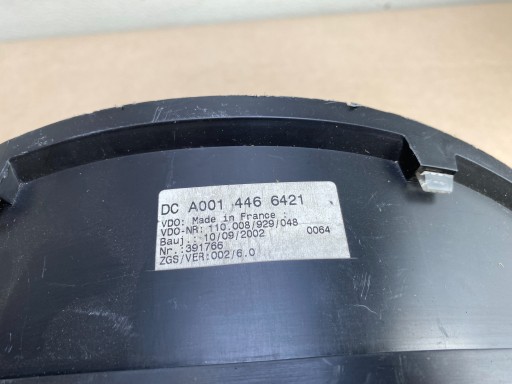 DC A001 446 6421
VDO: Made in France :
VDO-NR: 110.008/929/048
Bauj.: 10/09/2002 0064
Nr.:391766
ZGS/VER:002/6.0